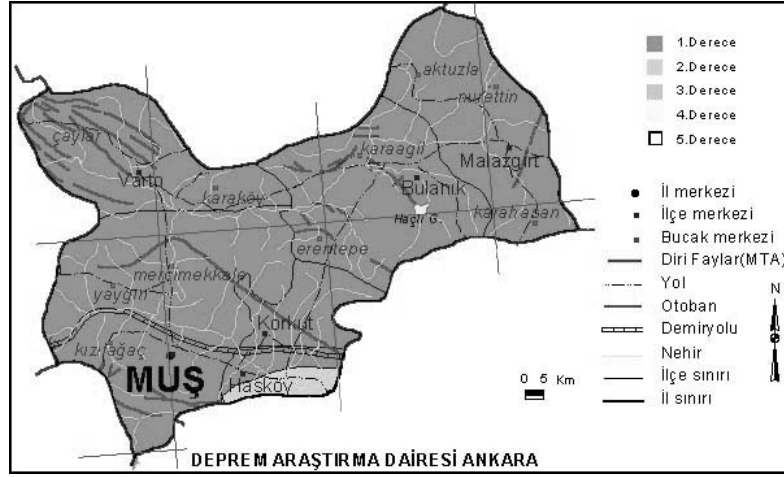 1.Derece
2.Derece
3.Derece
4.Derece
5.Derece
İl merkezi
İlçe merkezi
Bucak merkezi
Diri Faylar(MTA)
Yol
Otoban
Demiryolu
Nehir
İlçe sınırı
İl sınırı
N
0 5 Km
aktuzla
nurettin
çaylar
karaağıl
Malazgirt
Varto
Bulanık
karaköy
Haçlı G.
karahasan
erentepe
mercimekkale
yaygın
Korkut
kızılağaç
MUŞ
Hasköy
DEPREM ARAŞTIRMA DAİRESİ ANKARA